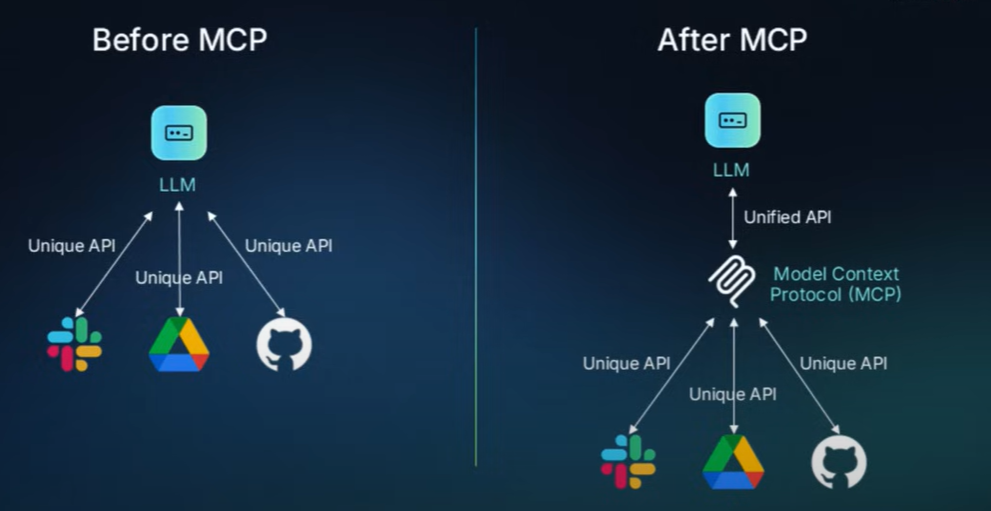 Before MCP
LLM
Unique API
Unique API
Unique API
After MCP
LLM
Unified API
Model Context
Protocol (MCP)
Unique API
Unique API
Unique API